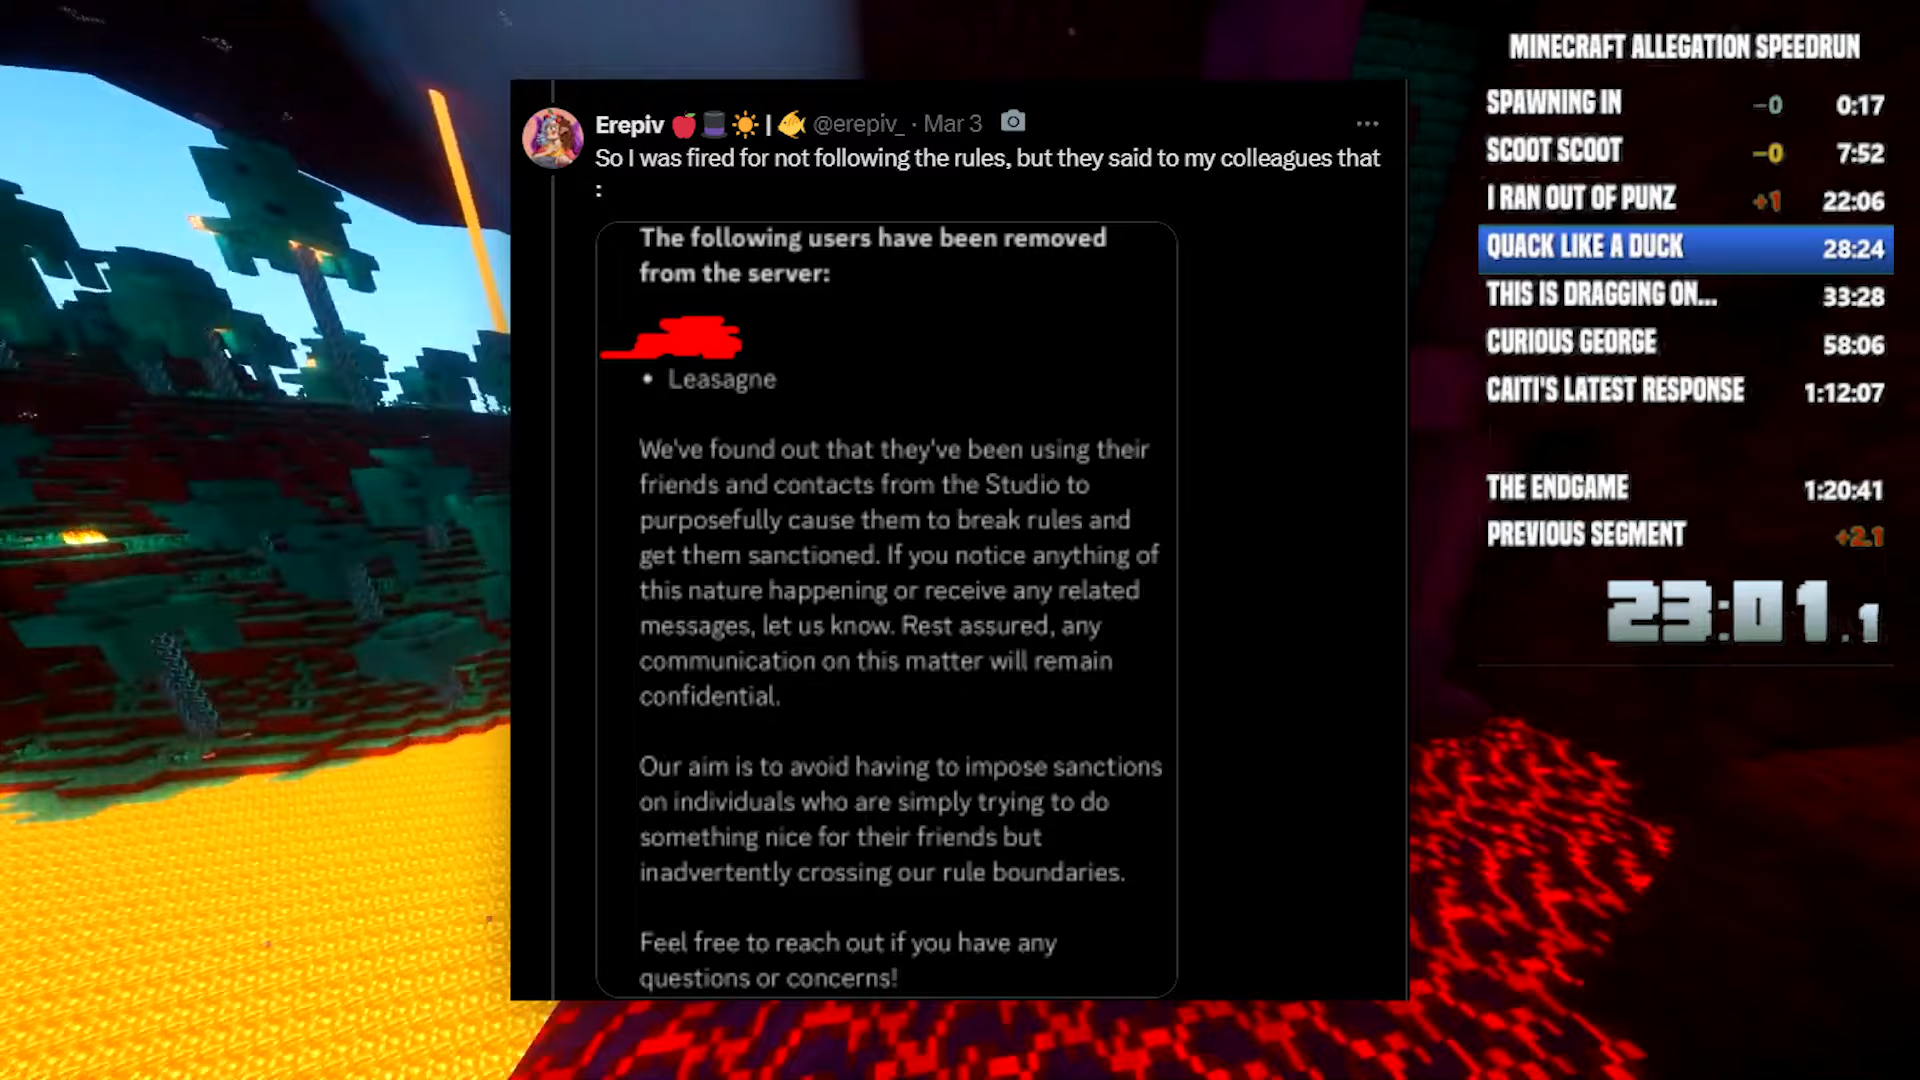 Erepiv 🍎🎩☀️ | 🐠 @erepiv_ · Mar 3
So I was fired for not following the rules, but they said to my colleagues that
:
The following users have been removed
from the server:
• Leasagne
We've found out that they've been using their
friends and contacts from the Studio to
purposefully cause them to break rules and
get them sanctioned. If you notice anything of
this nature happening or receive any related
messages, let us know. Rest assured, any
communication on this matter will remain
confidential.
Our aim is to avoid having to impose sanctions
on individuals who are simply trying to do
something nice for their friends but
inadvertently crossing our rule boundaries.
Feel free to reach out if you have any
questions or concerns!
MINECRAFT ALLEGATION SPEEDRUN
SPAWNING IN -0 0:17
SCOOT SCOOT -0 7:52
I RAN OUT OF PUNZ +1 22:06
QUACK LIKE A DUCK 28:24
THIS IS DRAGGING ON... 33:28
CURIOUS GEORGE 58:06
CAITI'S LATEST RESPONSE 1:12:07
THE ENDGAME 1:20:41
PREVIOUS SEGMENT +2.1
23:01.1